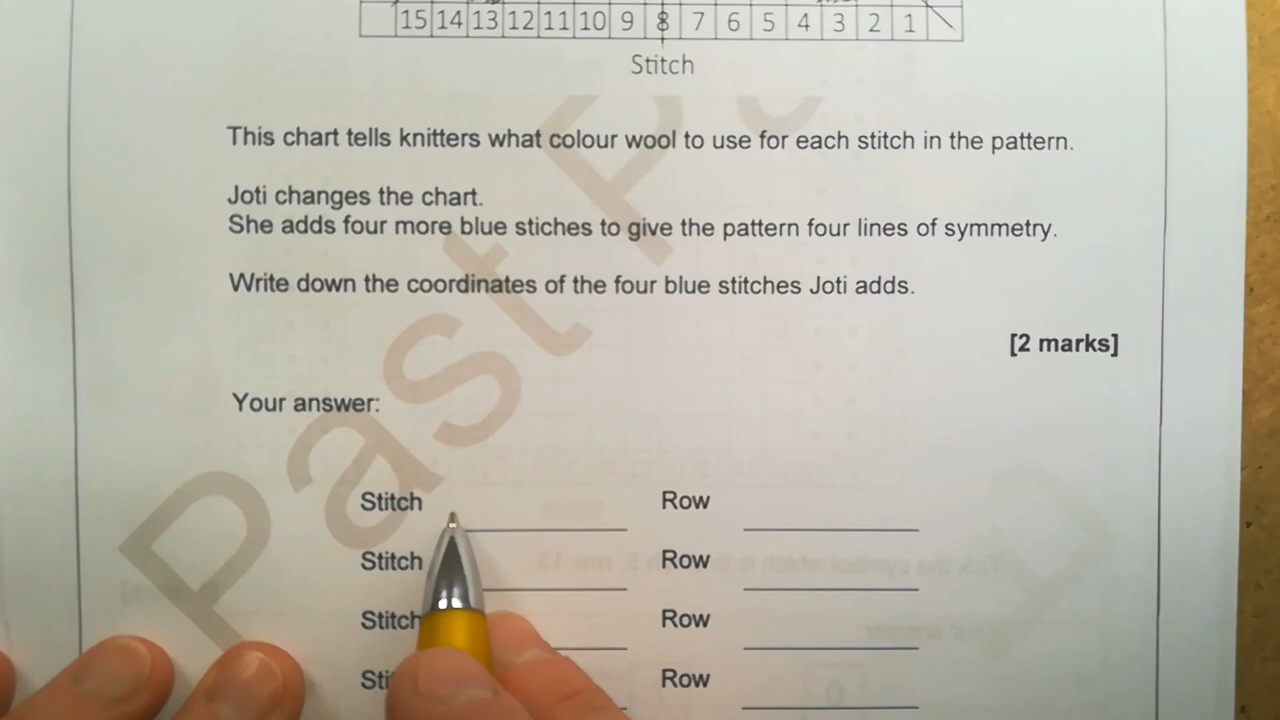 15 14 13 12 11 10 9 8 7 6 5 4 3 2 1
Stitch
This chart tells knitters what colour wool to use for each stitch in the pattern.
Joti changes the chart.
She adds four more blue stiches to give the pattern four lines of symmetry.
Write down the coordinates of the four blue stitches Joti adds.
[2 marks]
Your answer:
Stitch Row
Stitch Row
Stitch Row
Row
Past